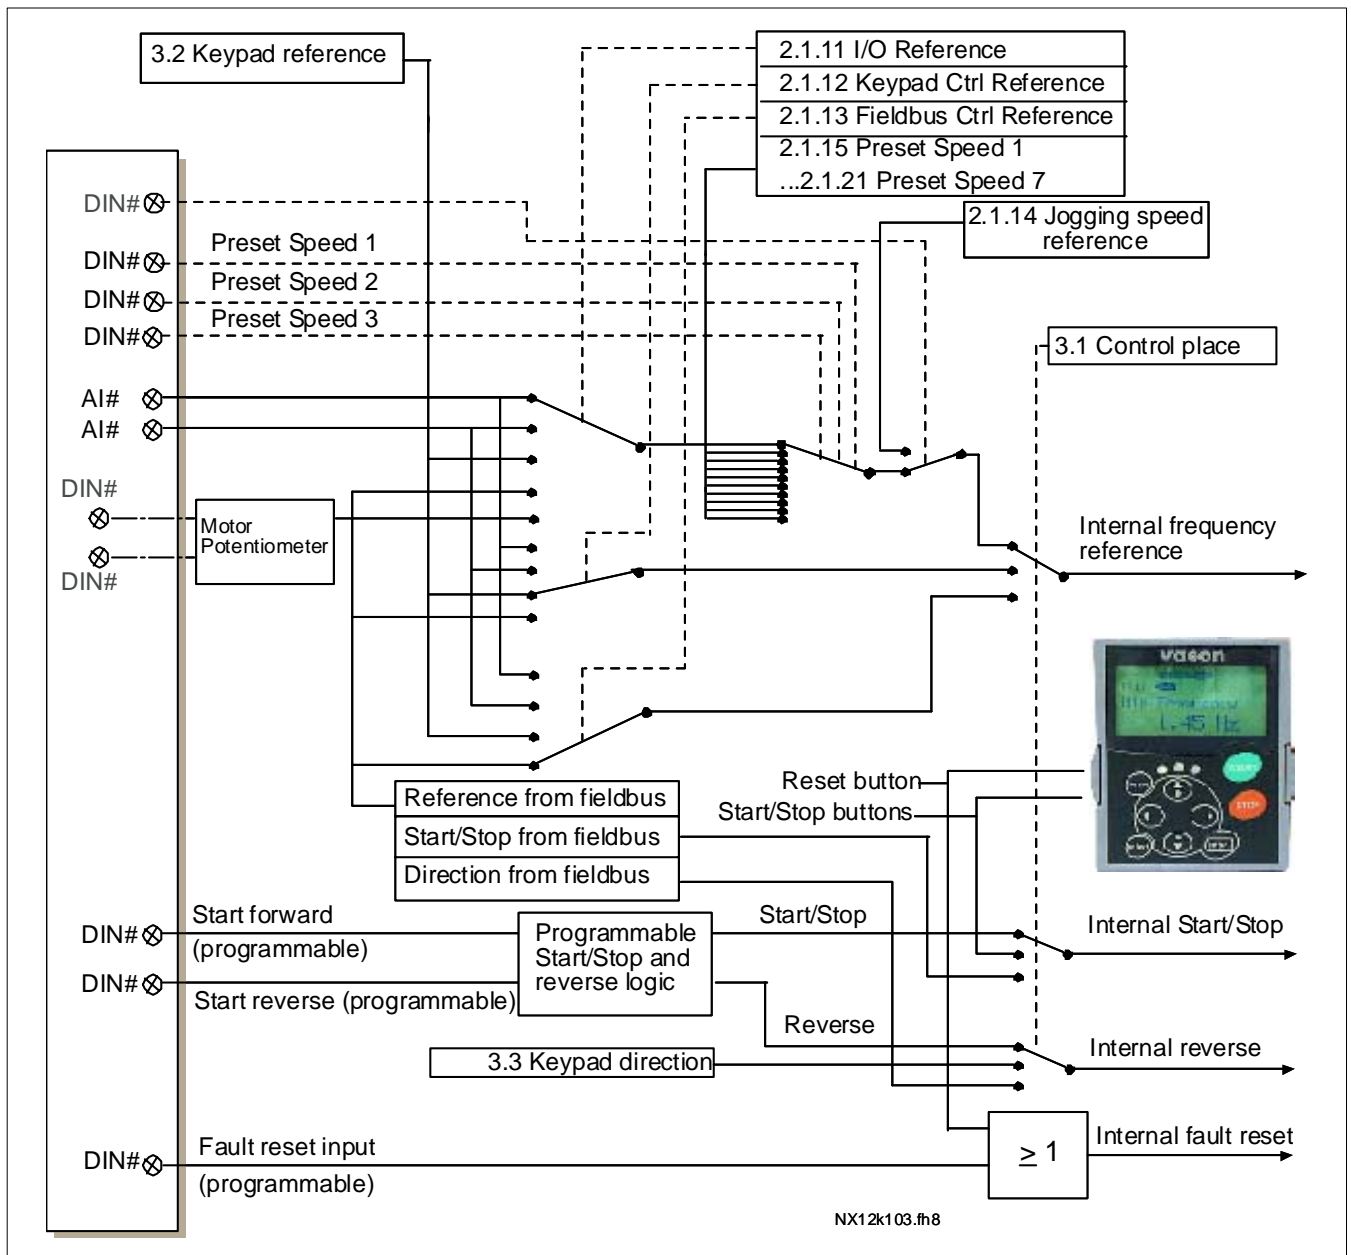 3.2 Keypad reference
2.1.11 I/O Reference
2.1.12 Keypad Ctrl Reference
2.1.13 Fieldbus Ctrl Reference
2.1.15 Preset Speed 1
...2.1.21 Preset Speed 7
2.1.14 Jogging speed
reference
DIN#
DIN#
Preset Speed 1
DIN#
Preset Speed 2
DIN#
Preset Speed 3
3.1 Control place
AI#
AI#
DIN#
Motor
Potentiometer
DIN#
Internal frequency
reference
vacon
1.45 Hz
STOP
Reset button
Start/Stop buttons
Reference from fieldbus
Start/Stop from fieldbus
Direction from fieldbus
DIN#
Start forward
(programmable)
DIN#
Start reverse (programmable)
Programmable
Start/Stop and
reverse logic
Start/Stop
Internal Start/Stop
Reverse
3.3 Keypad direction
Internal reverse
DIN#
Fault reset input
(programmable)
≥ 1
Internal fault reset
NX12k103.fh8